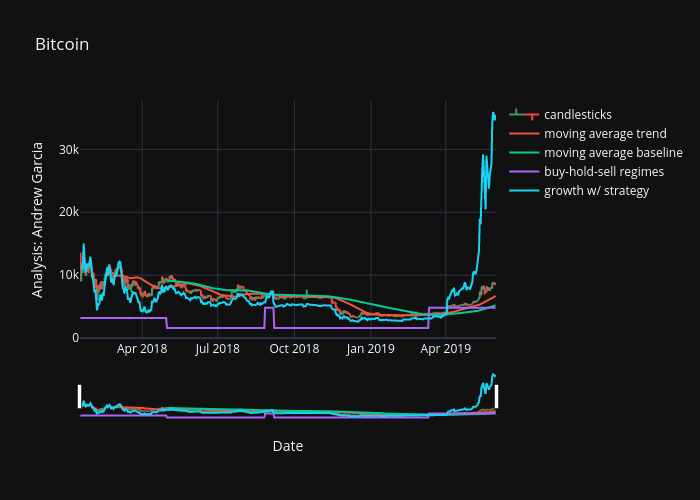 Bitcoin
Analysis: Andrew Garcia
30k
20k
10k
0
Apr 2018
Jul 2018
Oct 2018
Jan 2019
Apr 2019
Date
candlesticks
moving average trend
moving average baseline
buy-hold-sell regimes
growth w/ strategy